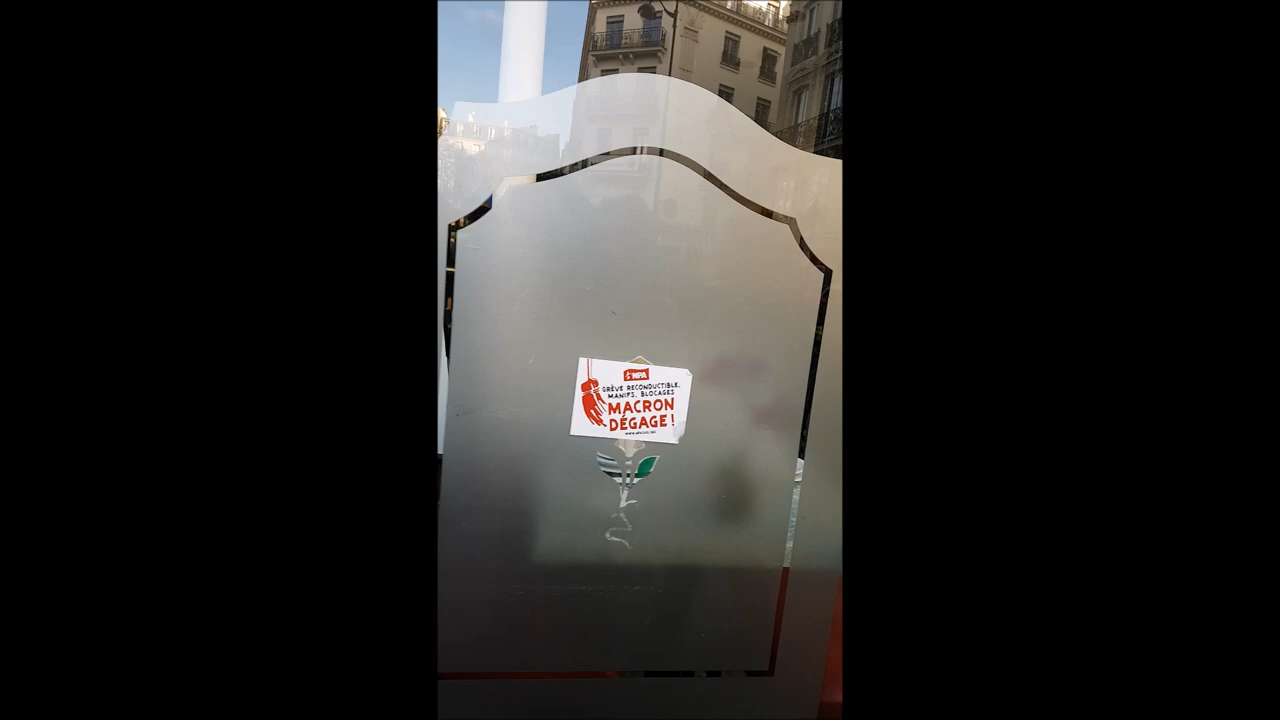 NPA
GRÈVE RECONDUCTIBLE,
MANIFS, BLOCAGES
MACRON
DÉGAGE !